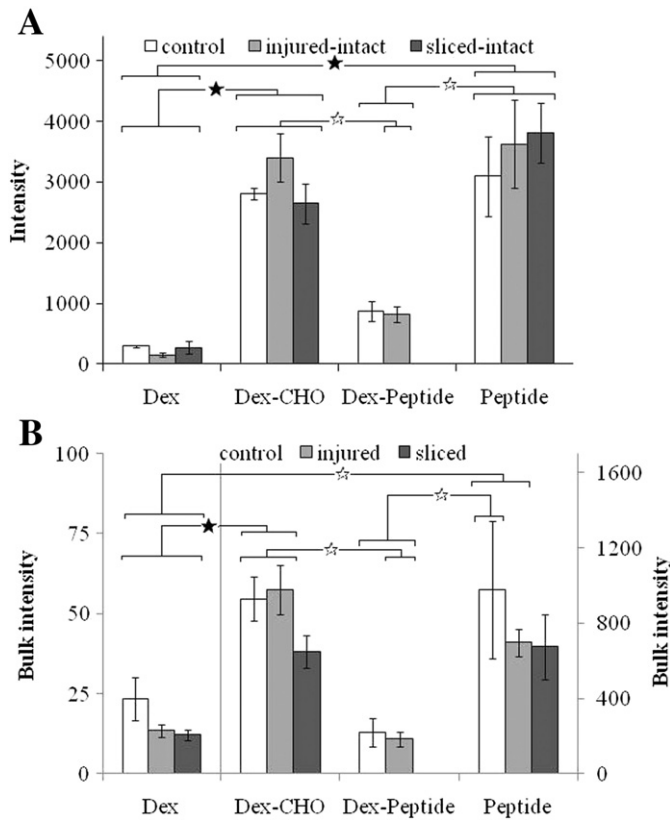 A
control injured-intact sliced-intact
5000
4000
3000
2000
1000
0
Intensity
Dex Dex-CHO Dex-Peptide Peptide
B
control injured sliced
100
75
50
25
0
Bulk intensity
1600
1200
800
400
0
Bulk intensity
Dex Dex-CHO Dex-Peptide Peptide